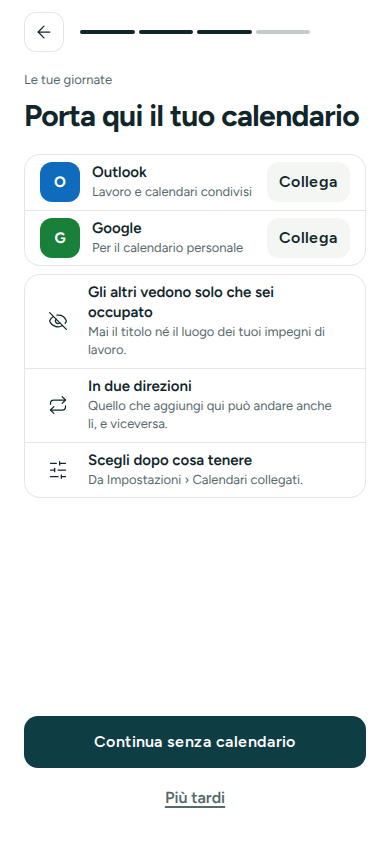 Le tue giornate
Porta qui il tuo calendario
O
Outlook
Lavoro e calendari condivisi
Collega
G
Google
Per il calendario personale
Collega
Gli altri vedono solo che sei
occupato
Mai il titolo né il luogo dei tuoi impegni di
lavoro.
In due direzioni
Quello che aggiungi qui può andare anche
lì, e viceversa.
Scegli dopo cosa tenere
Da Impostazioni › Calendari collegati.
Continua senza calendario
Più tardi